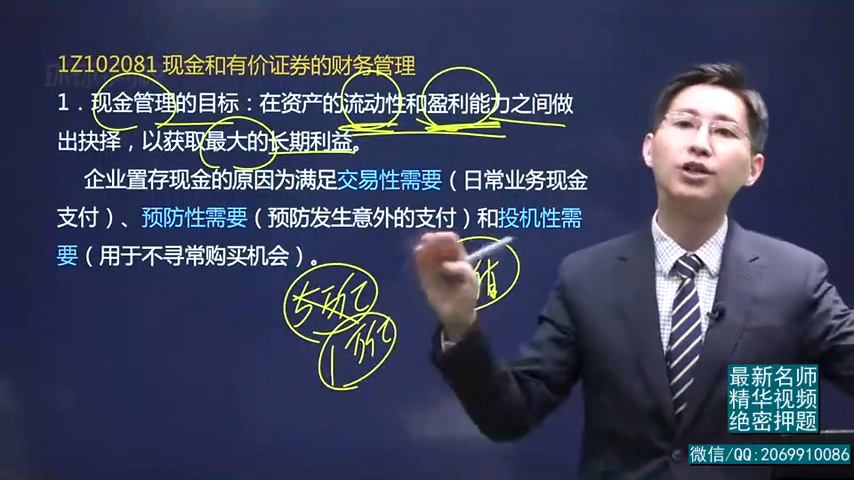 1Z102081 现金和有价证券的财务管理
1．现金管理的目标：在资产的流动性和盈利能力之间做
出抉择，以获取最大的长期利益。
企业置存现金的原因为满足交易性需要（日常业务现金
支付）、预防性需要（预防发生意外的支付）和投机性需
要（用于不寻常购买机会）。
最新名师
精华视频
绝密押题
微信/QQ:2069910086